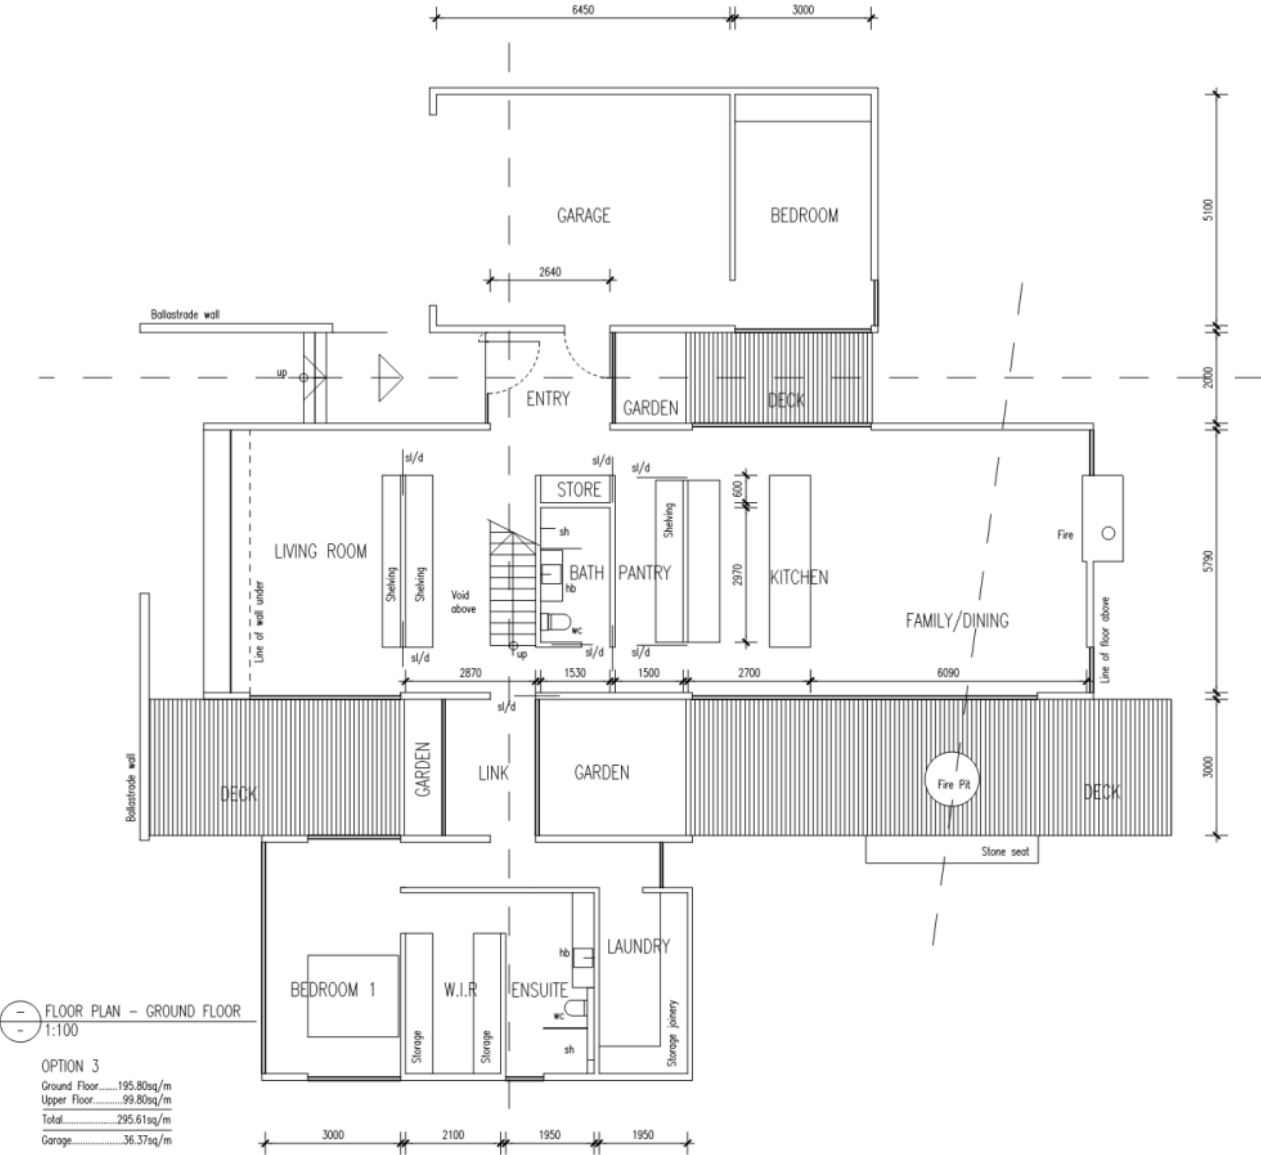 6450
3000
GARAGE
BEDROOM
5100
2640
Ballastrade wall
up
ENTRY
GARDEN
DECK
2000
sl/d
sl/d
sl/d
STORE
600
Shelving
sh
LIVING ROOM
Shelving
Shelving
BATH
PANTRY
2970
KITCHEN
Fire
5790
hb
Void
above
Line of wall under
wc
FAMILY/DINING
Line of floor above
sl/d
up
sl/d
sl/d
2870
1530
1500
2700
6090
sl/d
Ballastrade wall
DECK
GARDEN
LINK
GARDEN
Fire Pit
DECK
3000
Stone seat
hb
LAUNDRY
BEDROOM 1
W.I.R
ENSUITE
wc
Storage
Storage
sh
Storage joinery
FLOOR PLAN - GROUND FLOOR
1:100
OPTION 3
Ground Floor.......195.80sq/m
Upper Floor..........99.80sq/m
Total..................295.61sq/m
Garage.................36.37sq/m
3000
2100
1950
1950